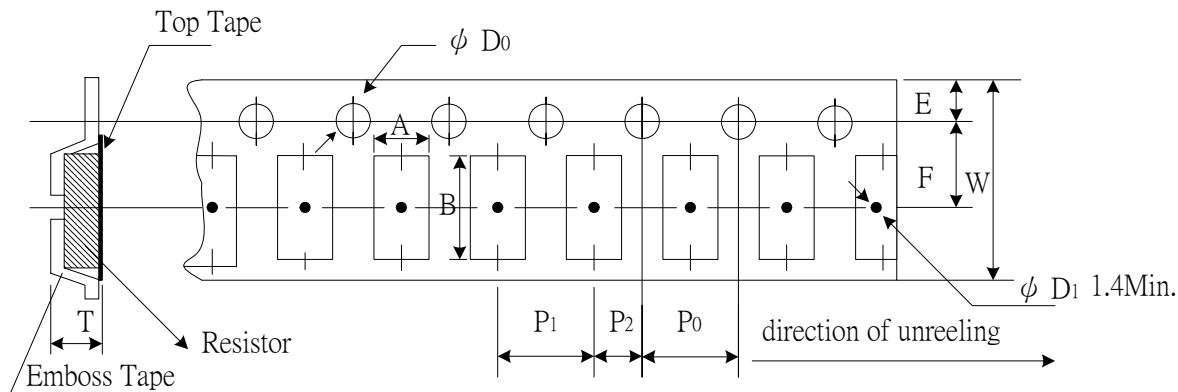 Top Tape
ψ D0
E
A
F
W
B
ψ D1 1.4Min.
T
P1
P2
P0
direction of unreeling
Resistor
Emboss Tape